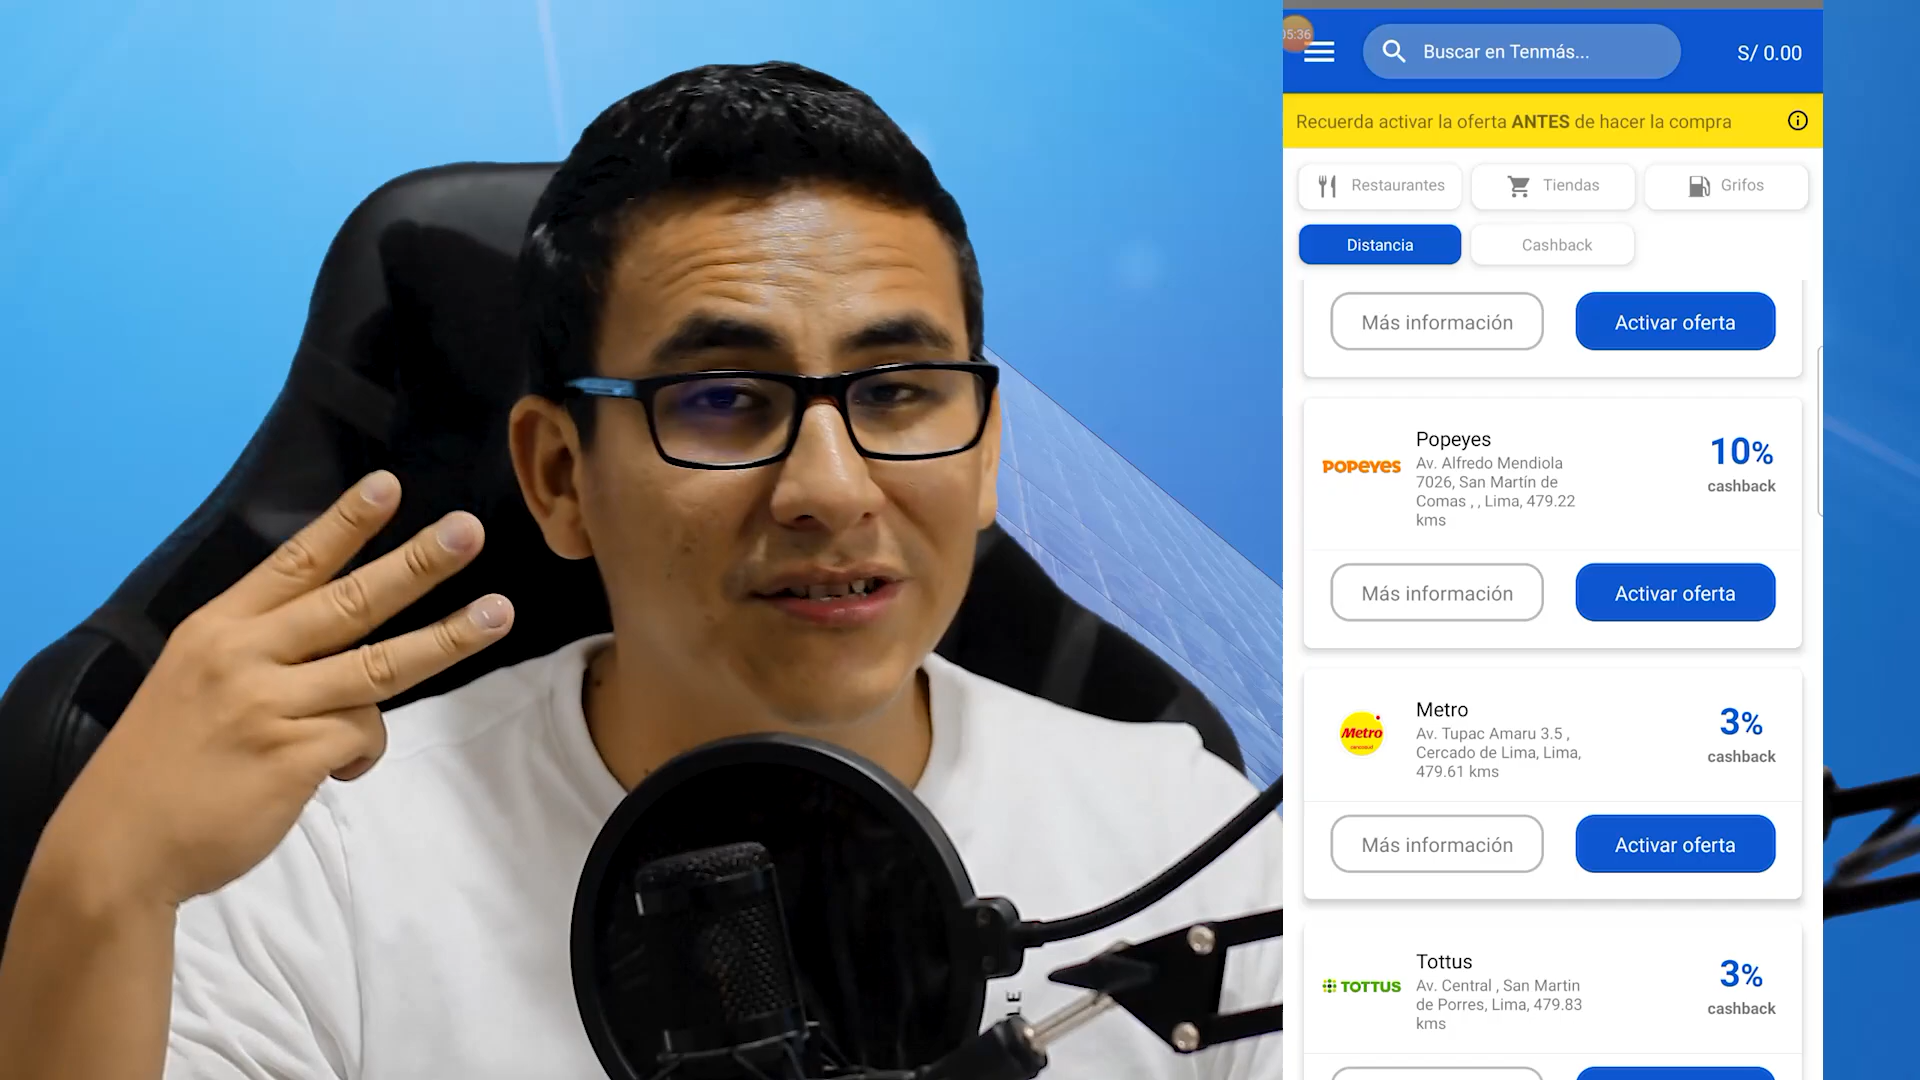 05:36
Buscar en Tenmás...
S/ 0.00
Recuerda activar la oferta ANTES de hacer la compra
Restaurantes
Tiendas
Grifos
Distancia
Cashback
Más información
Activar oferta
POPEYES
Popeyes
Av. Alfredo Mendiola
7026, San Martín de
Comas , , Lima, 479.22
kms
10%
cashback
Más información
Activar oferta
Metro
cencosud
Metro
Av. Tupac Amaru 3.5 ,
Cercado de Lima, Lima,
479.61 kms
3%
cashback
Más información
Activar oferta
TOTTUS
Tottus
Av. Central , San Martin
de Porres, Lima, 479.83
kms
3%
cashback
LE